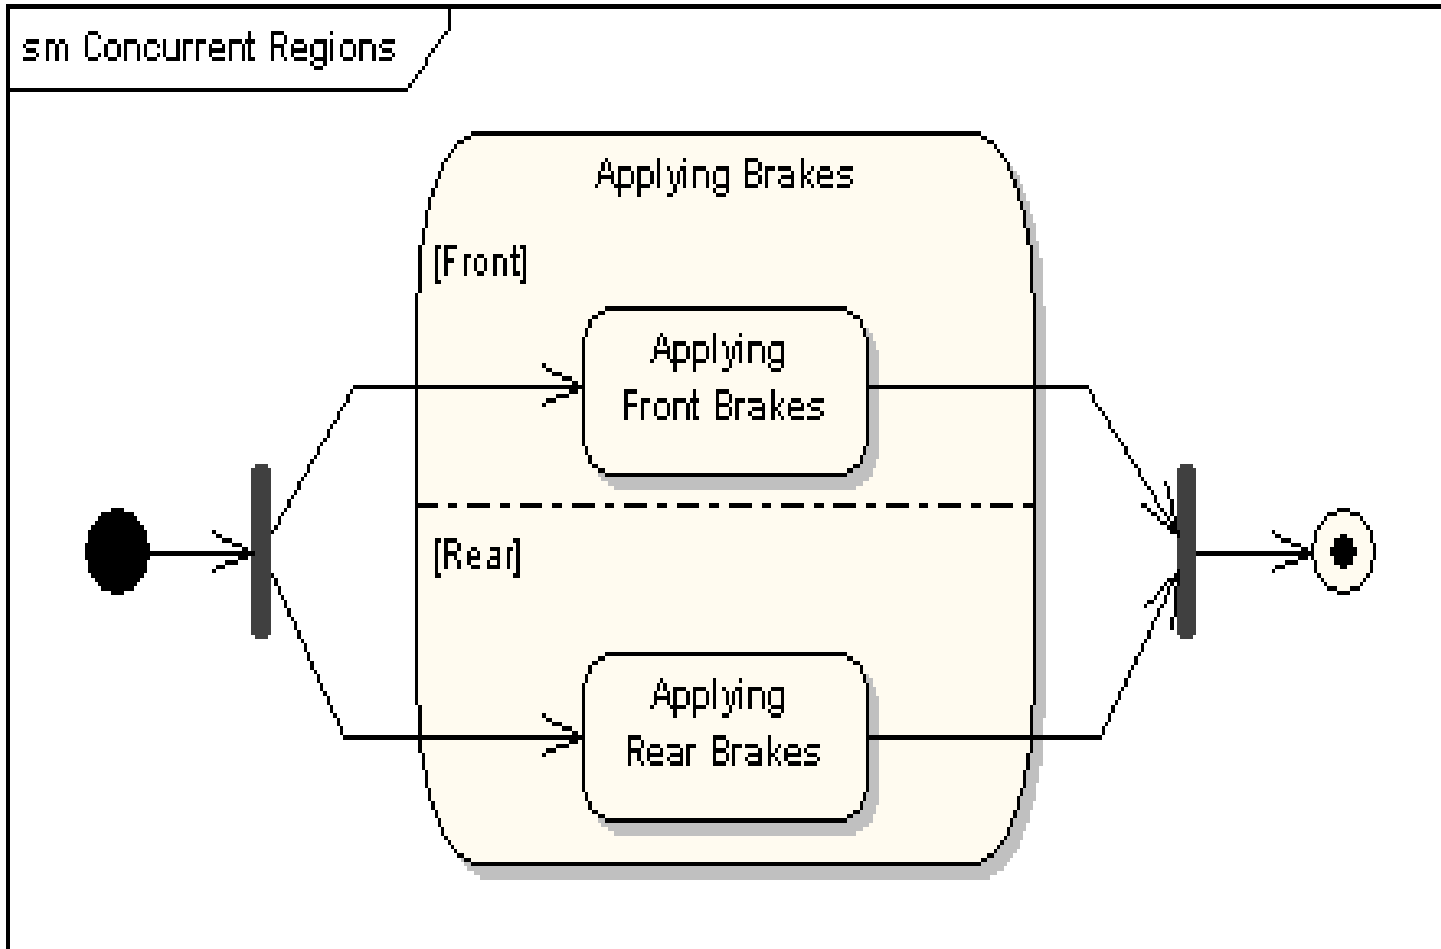 sm Concurrent Regions
Applying Brakes
[Front]
Applying
Front Brakes
[Rear]
Applying
Rear Brakes